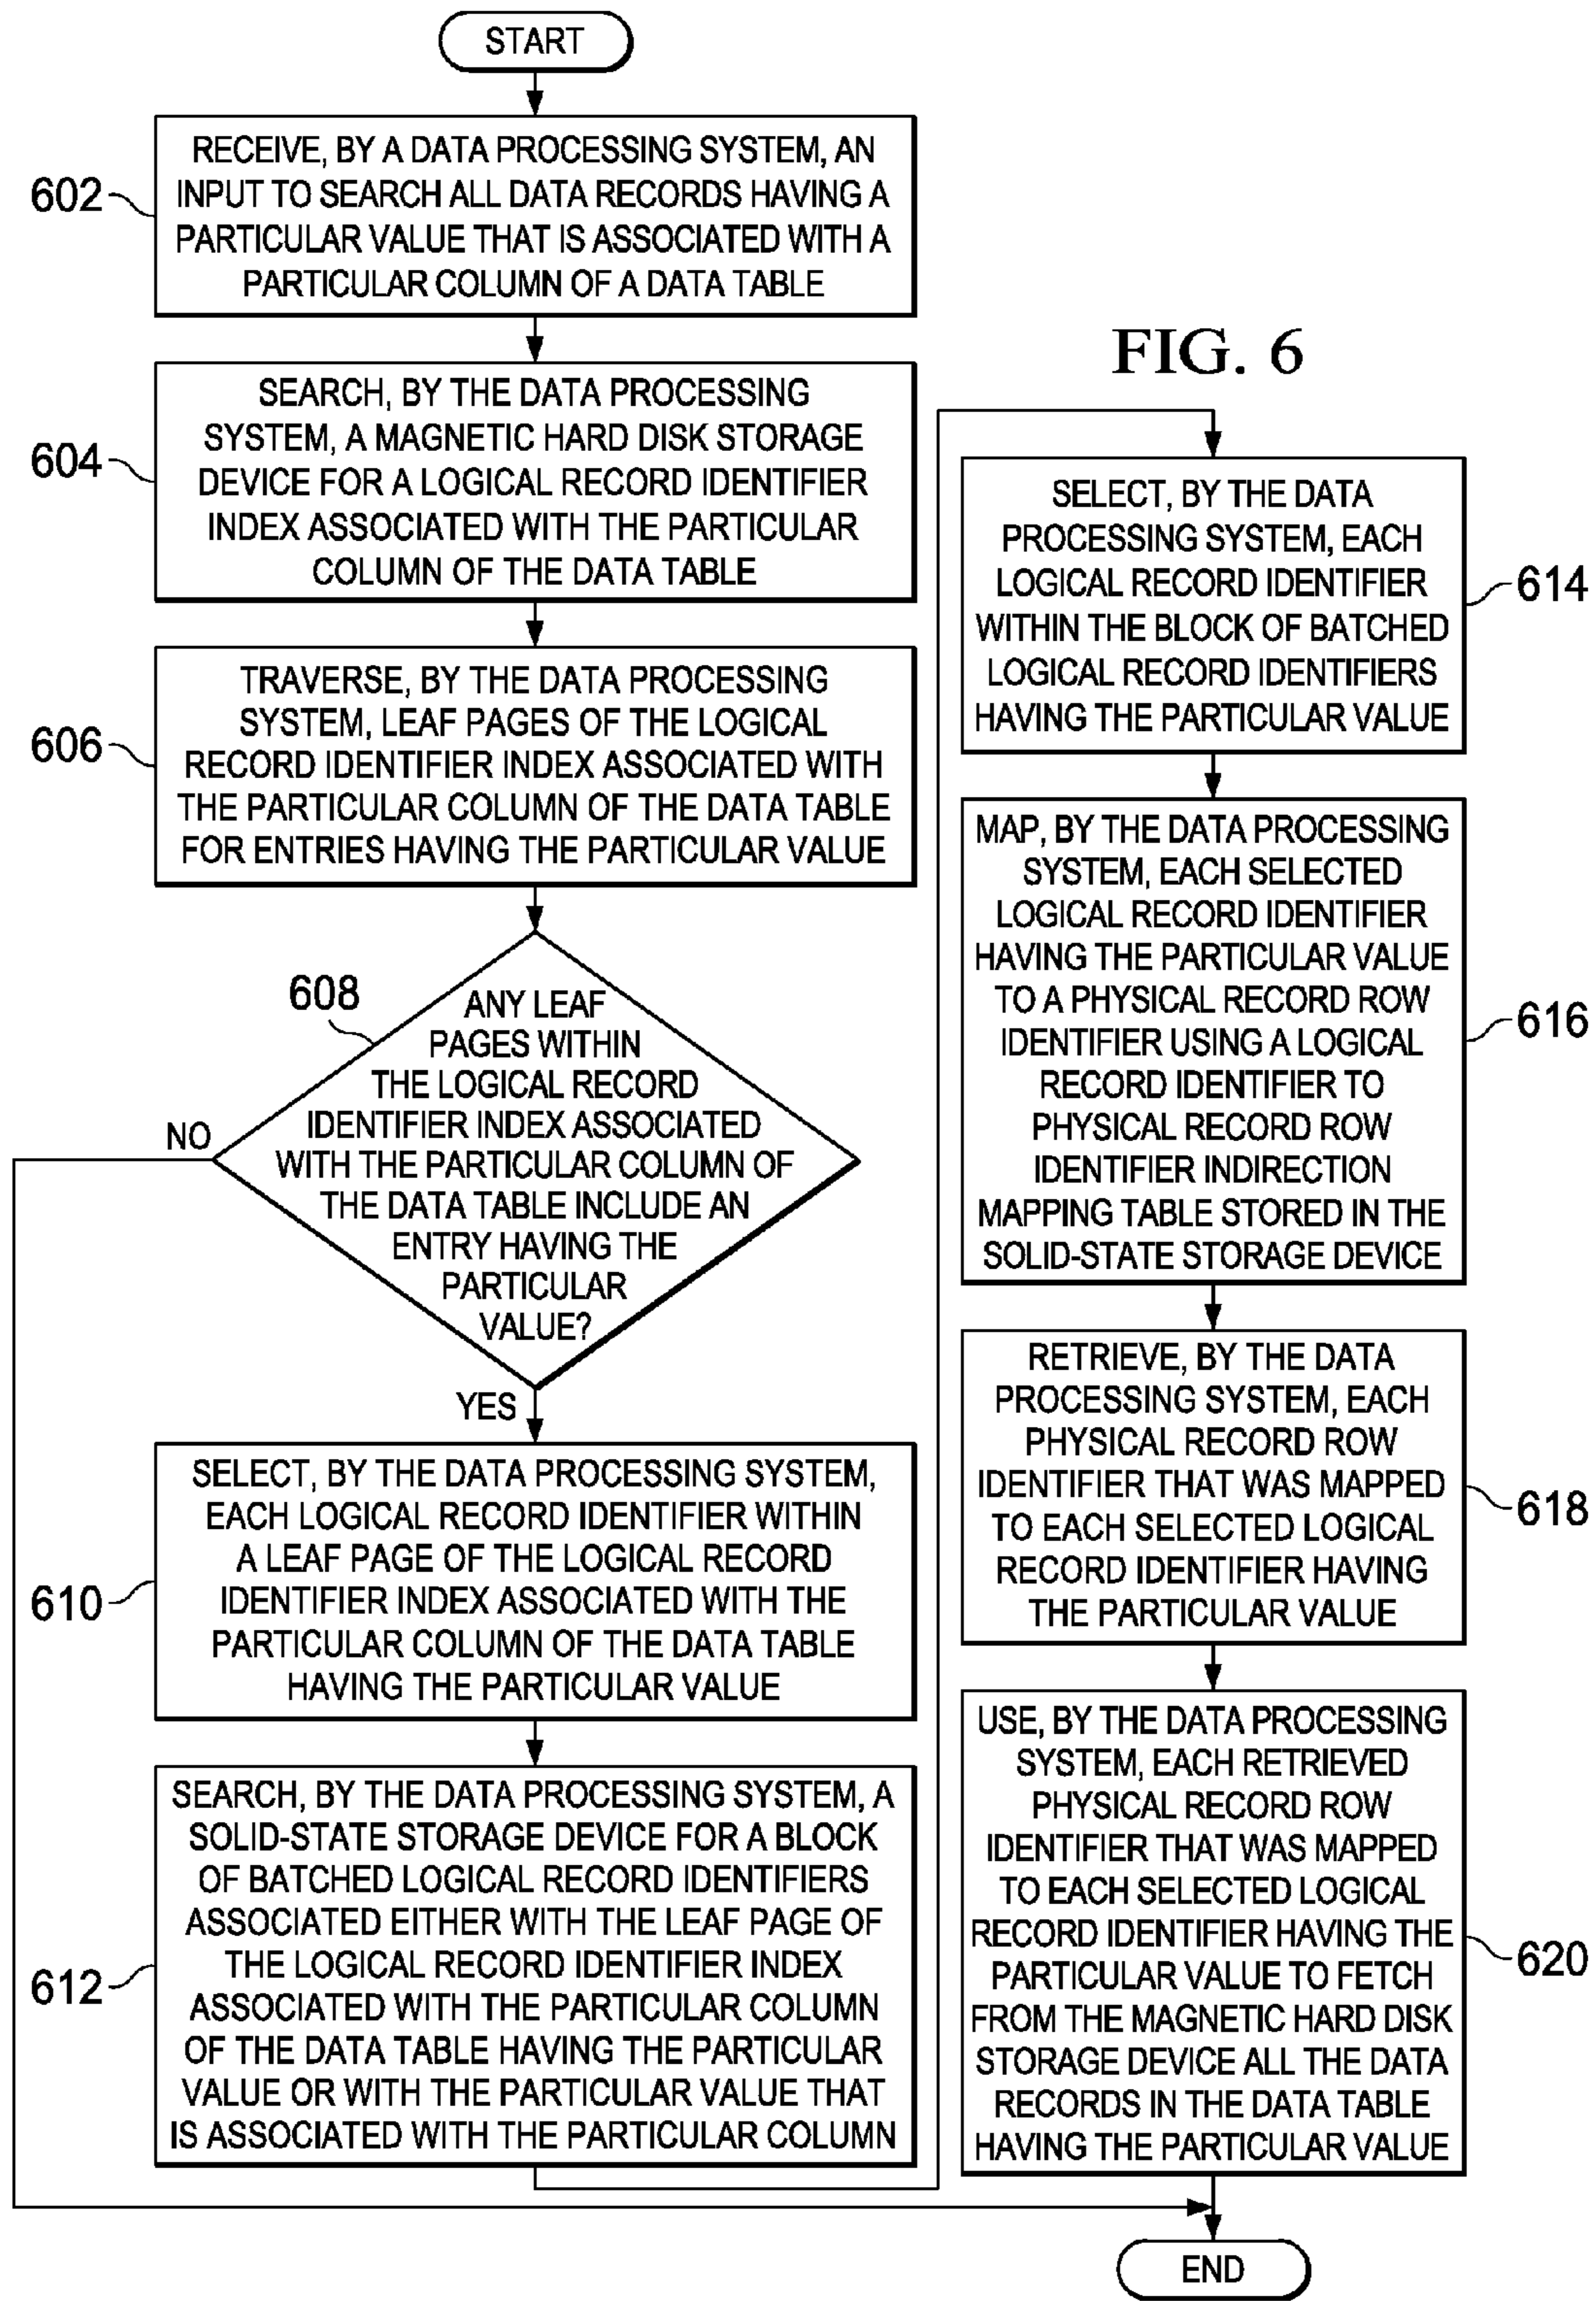 START
602
RECEIVE, BY A DATA PROCESSING SYSTEM, AN
INPUT TO SEARCH ALL DATA RECORDS HAVING A
PARTICULAR VALUE THAT IS ASSOCIATED WITH A
PARTICULAR COLUMN OF A DATA TABLE
604
SEARCH, BY THE DATA PROCESSING
SYSTEM, A MAGNETIC HARD DISK STORAGE
DEVICE FOR A LOGICAL RECORD IDENTIFIER
INDEX ASSOCIATED WITH THE PARTICULAR
COLUMN OF THE DATA TABLE
606
TRAVERSE, BY THE DATA PROCESSING
SYSTEM, LEAF PAGES OF THE LOGICAL
RECORD IDENTIFIER INDEX ASSOCIATED WITH
THE PARTICULAR COLUMN OF THE DATA TABLE
FOR ENTRIES HAVING THE PARTICULAR VALUE
608
ANY LEAF
PAGES WITHIN
THE LOGICAL RECORD
IDENTIFIER INDEX ASSOCIATED
WITH THE PARTICULAR COLUMN OF
THE DATA TABLE INCLUDE AN
ENTRY HAVING THE
PARTICULAR
VALUE?
NO
YES
610
SELECT, BY THE DATA PROCESSING SYSTEM,
EACH LOGICAL RECORD IDENTIFIER WITHIN
A LEAF PAGE OF THE LOGICAL RECORD
IDENTIFIER INDEX ASSOCIATED WITH THE
PARTICULAR COLUMN OF THE DATA TABLE
HAVING THE PARTICULAR VALUE
612
SEARCH, BY THE DATA PROCESSING SYSTEM, A
SOLID-STATE STORAGE DEVICE FOR A BLOCK
OF BATCHED LOGICAL RECORD IDENTIFIERS
ASSOCIATED EITHER WITH THE LEAF PAGE OF
THE LOGICAL RECORD IDENTIFIER INDEX
ASSOCIATED WITH THE PARTICULAR COLUMN
OF THE DATA TABLE HAVING THE PARTICULAR
VALUE OR WITH THE PARTICULAR VALUE THAT
IS ASSOCIATED WITH THE PARTICULAR COLUMN
FIG. 6
SELECT, BY THE DATA
PROCESSING SYSTEM, EACH
LOGICAL RECORD IDENTIFIER
WITHIN THE BLOCK OF BATCHED
LOGICAL RECORD IDENTIFIERS
HAVING THE PARTICULAR VALUE
614
MAP, BY THE DATA PROCESSING
SYSTEM, EACH SELECTED
LOGICAL RECORD IDENTIFIER
HAVING THE PARTICULAR VALUE
TO A PHYSICAL RECORD ROW
IDENTIFIER USING A LOGICAL
RECORD IDENTIFIER TO
PHYSICAL RECORD ROW
IDENTIFIER INDIRECTION
MAPPING TABLE STORED IN THE
SOLID-STATE STORAGE DEVICE
616
RETRIEVE, BY THE DATA
PROCESSING SYSTEM, EACH
PHYSICAL RECORD ROW
IDENTIFIER THAT WAS MAPPED
TO EACH SELECTED LOGICAL
RECORD IDENTIFIER HAVING
THE PARTICULAR VALUE
618
USE, BY THE DATA PROCESSING
SYSTEM, EACH RETRIEVED
PHYSICAL RECORD ROW
IDENTIFIER THAT WAS MAPPED
TO EACH SELECTED LOGICAL
RECORD IDENTIFIER HAVING THE
PARTICULAR VALUE TO FETCH
FROM THE MAGNETIC HARD DISK
STORAGE DEVICE ALL THE DATA
RECORDS IN THE DATA TABLE
HAVING THE PARTICULAR VALUE
620
END